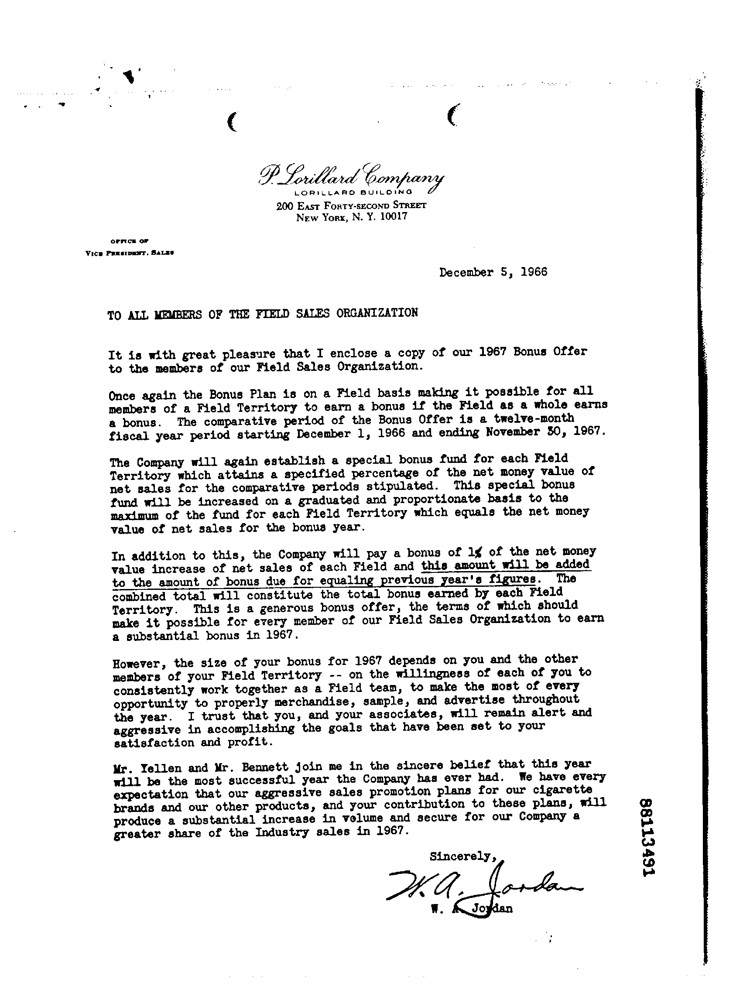 P. Lorillard Company
LORILLARD BUILDING
200 EAST FORTY-SECOND STREET
NEW YORK, N. Y. 10017
OFFICE OF
VICE PRESIDENT, SALES
December 5, 1966
TO ALL MEMBERS OF THE FIELD SALES ORGANIZATION
It is with great pleasure that I enclose a copy of our 1967 Bonus Offer
to the members of our Field Sales Organization.
Once again the Bonus Plan is on a Field basis making it possible for all
members of a Field Territory to earn a bonus if the Field as a whole earns
a bonus. The comparative period of the Bonus Offer is a twelve-month
fiscal year period starting December 1, 1966 and ending November 30, 1967.
The Company will again establish a special bonus fund for each Field
Territory which attains a specified percentage of the net money value of
net sales for the comparative periods stipulated. This special bonus
fund will be increased on a graduated and proportionate basis to the
maximum of the fund for each Field Territory which equals the net money
value of net sales for the bonus year.
In addition to this, the Company will pay a bonus of 1% of the net money
value increase of net sales of each Field and this amount will be added
to the amount of bonus due for equaling previous year's figures. The
combined total will constitute the total bonus earned by each Field
Territory. This is a generous bonus offer, the terms of which should
make it possible for every member of our Field Sales Organization to earn
a substantial bonus in 1967.
However, the size of your bonus for 1967 depends on you and the other
members of your Field Territory -- on the willingness of each of you to
consistently work together as a Field team, to make the most of every
opportunity to properly merchandise, sample, and advertise throughout
the year. I trust that you, and your associates, will remain alert and
aggressive in accomplishing the goals that have been set to your
satisfaction and profit.
Mr. Yellen and Mr. Bennett join me in the sincere belief that this year
will be the most successful year the Company has ever had. We have every
expectation that our aggressive sales promotion plans for our cigarette
brands and our other products, and your contribution to these plans, will
produce a substantial increase in volume and secure for our Company a
greater share of the Industry sales in 1967.
Sincerely,
W. A. Jordan
W. A. Jordan
88113491